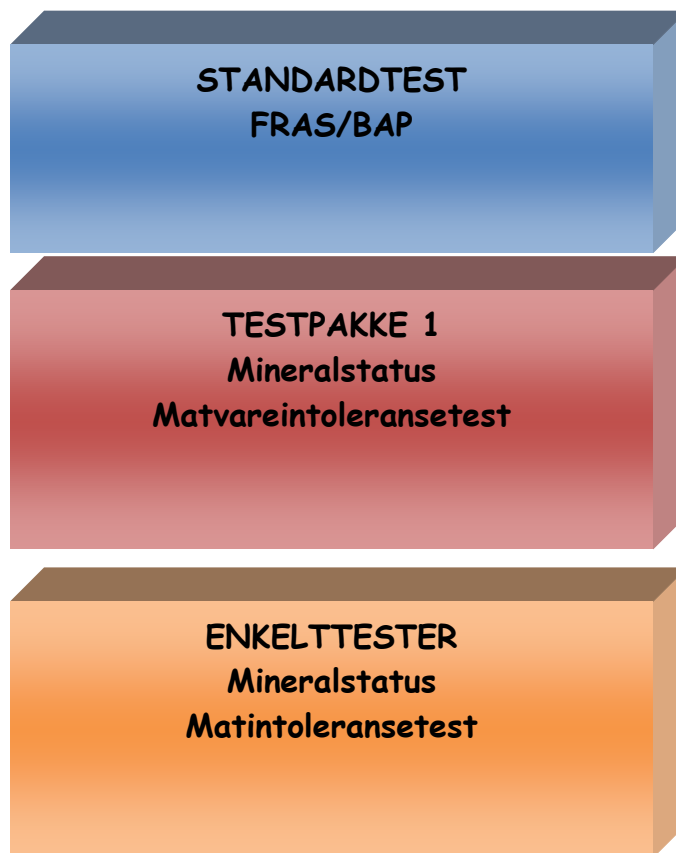 STANDARDTEST
FRAS/BAP
TESTPAKKE 1
Mineralstatus
Matvareintoleransetest
ENKELTTESTER
Mineralstatus
Matintoleransetest